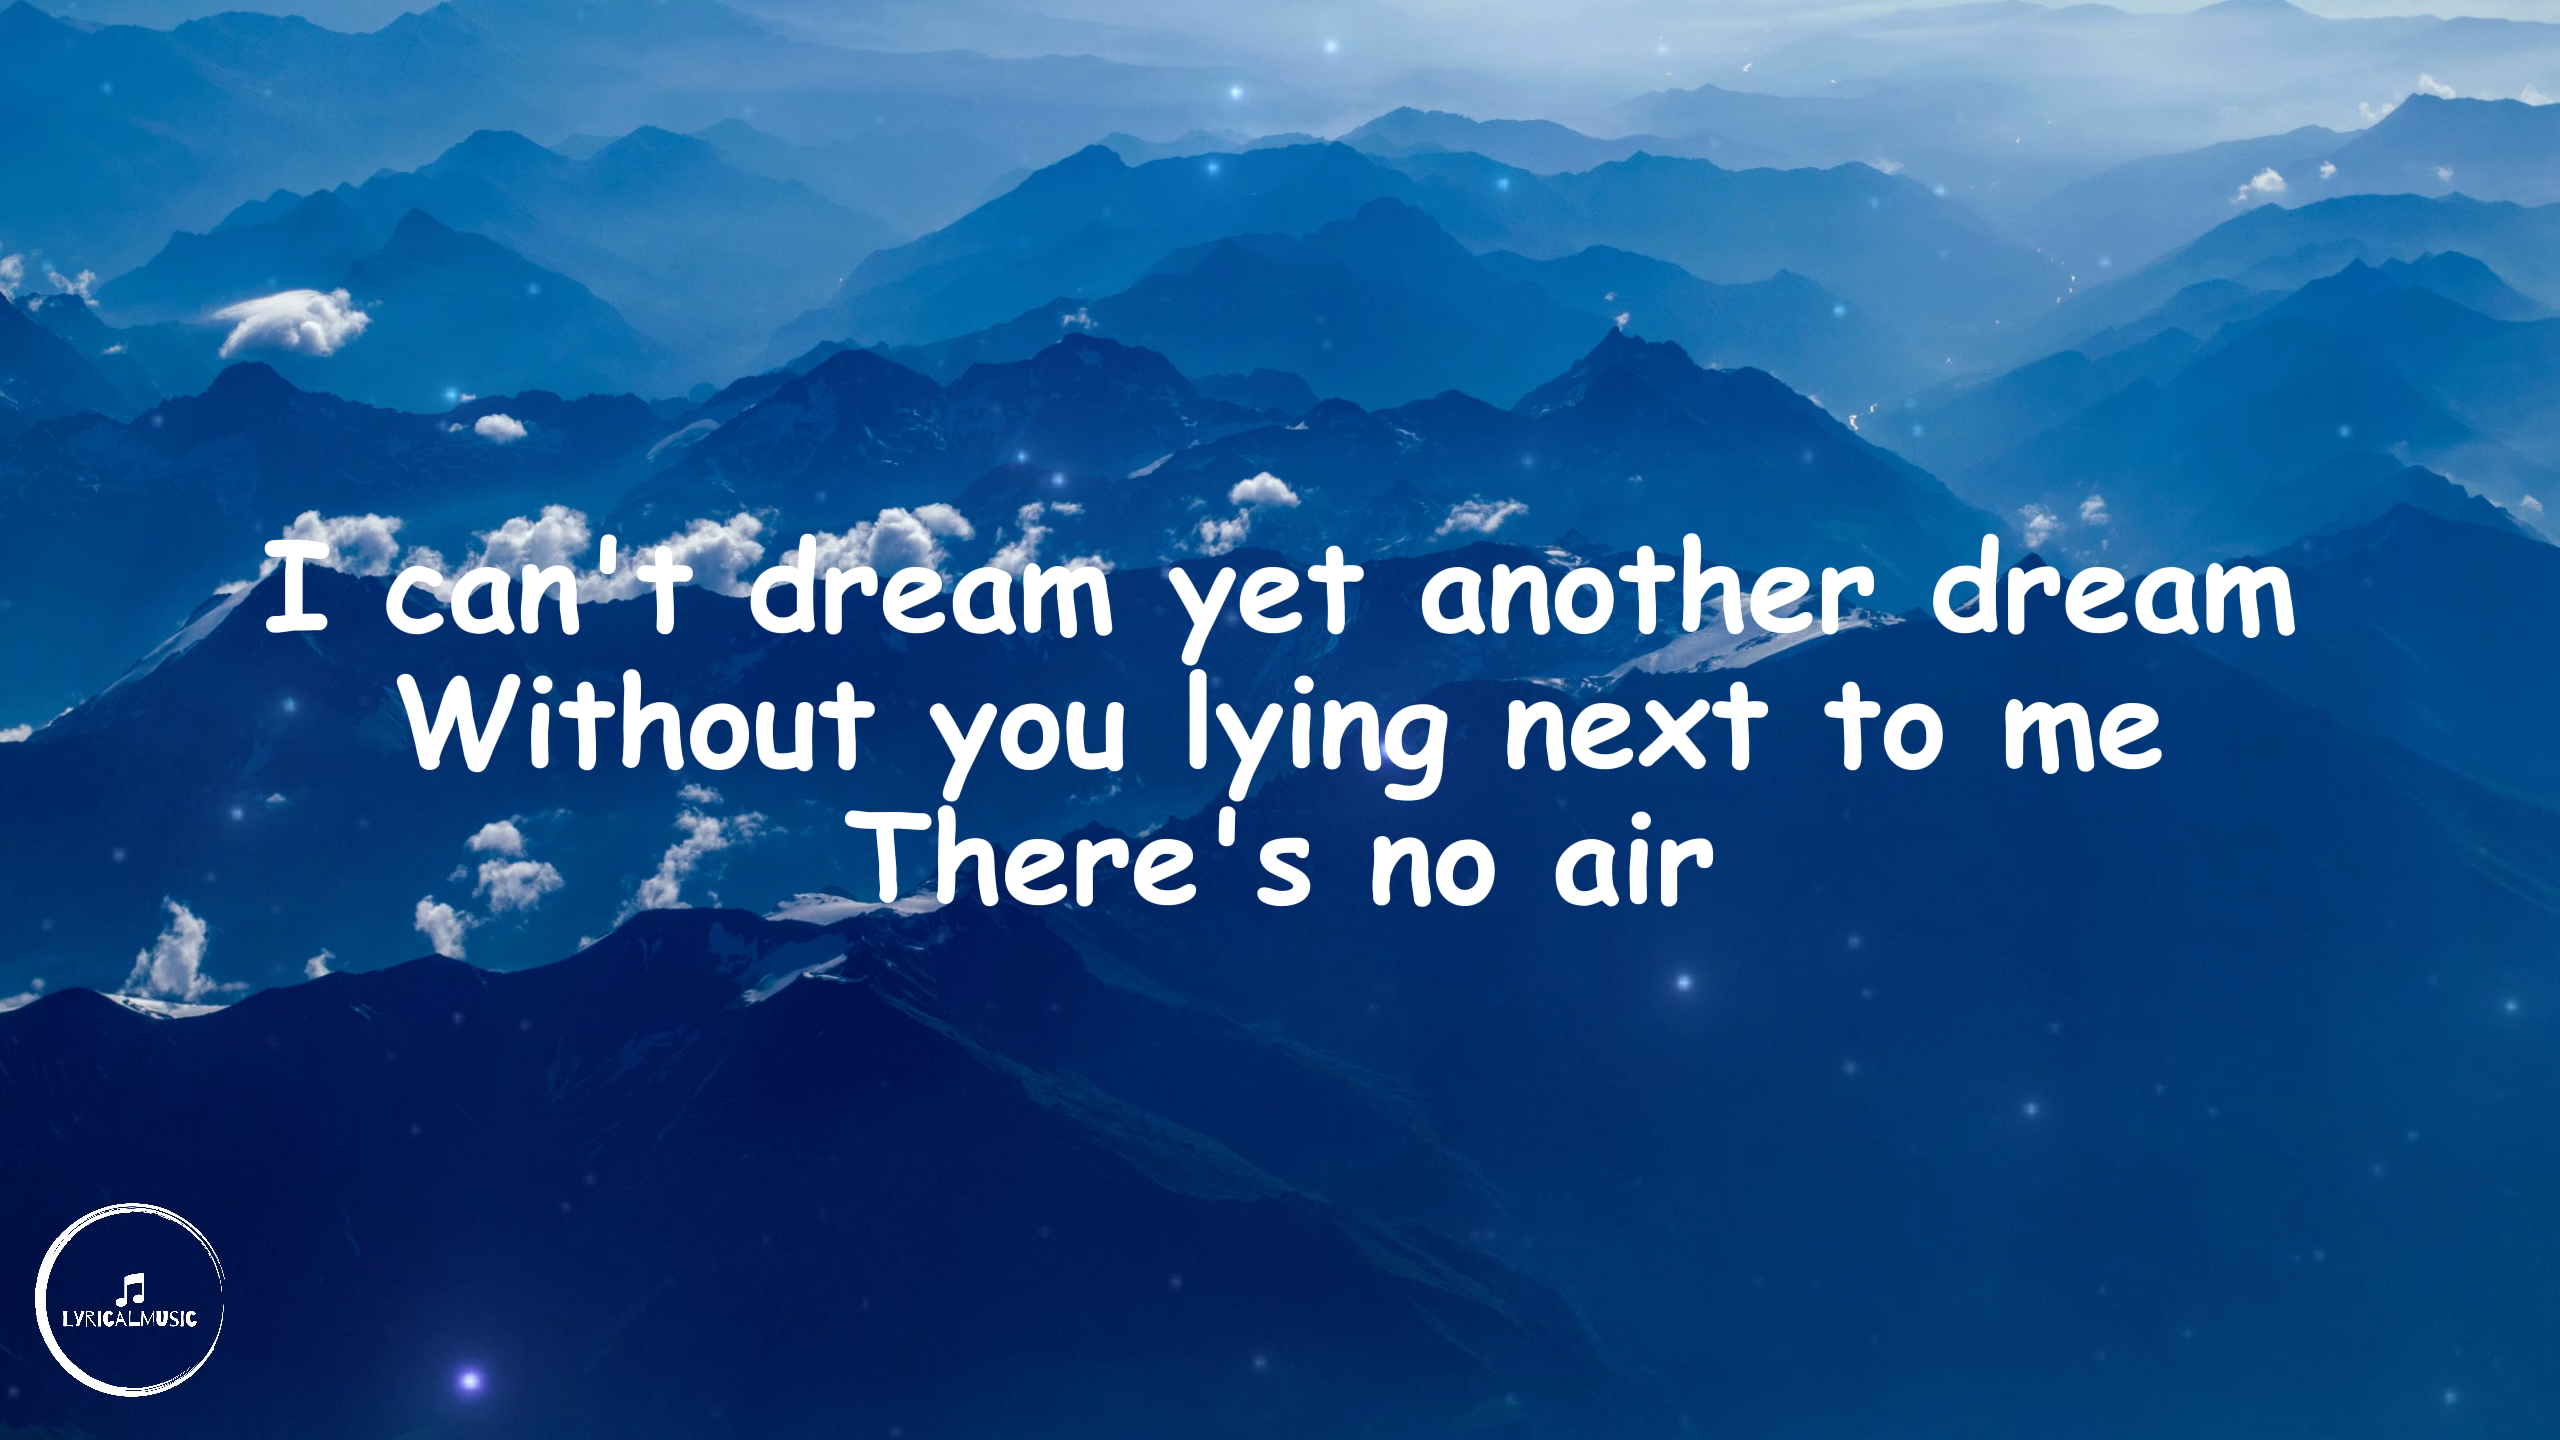 I can't dream yet another dream
Without you lying next to me
There's no air
LYRICALMUSIC